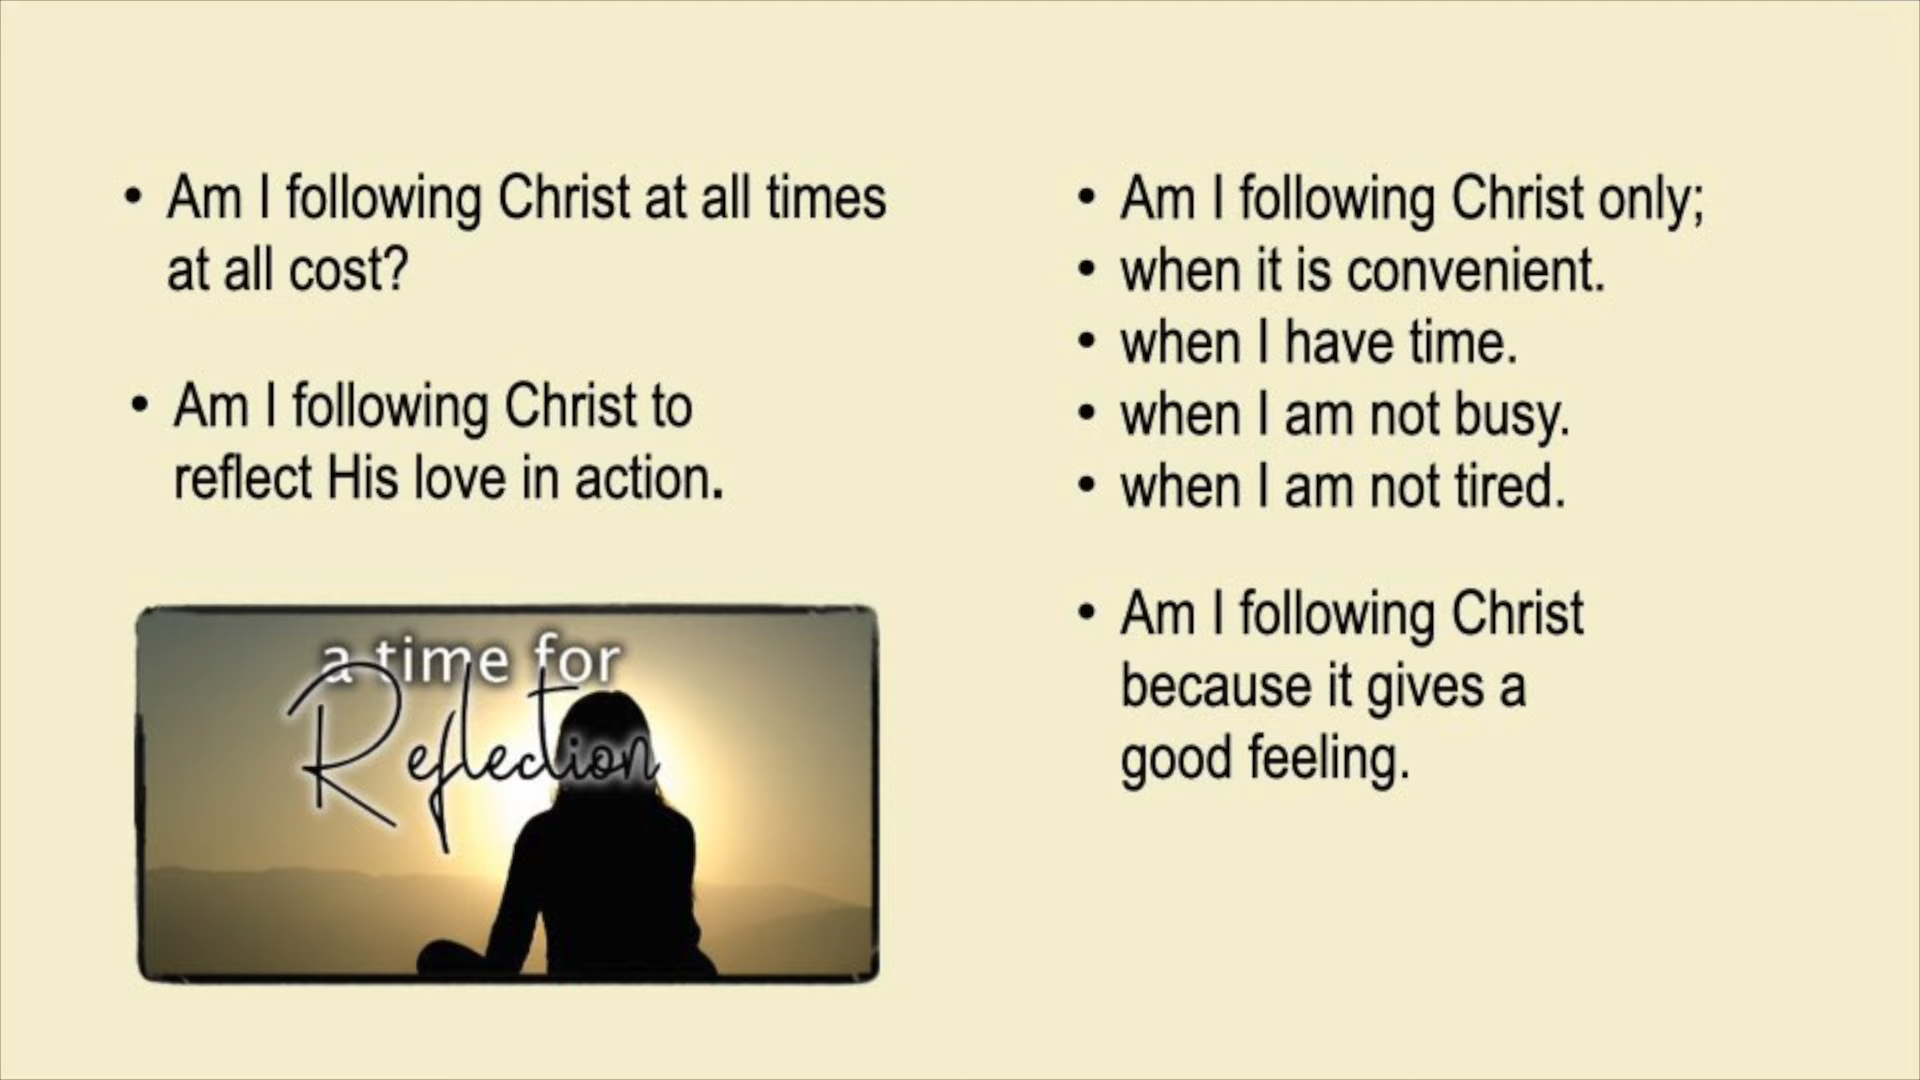 • Am I following Christ at all times
at all cost?
• Am I following Christ to
reflect His love in action.
a time for
Reflection
• Am I following Christ only;
• when it is convenient.
• when I have time.
• when I am not busy.
• when I am not tired.
• Am I following Christ
because it gives a
good feeling.